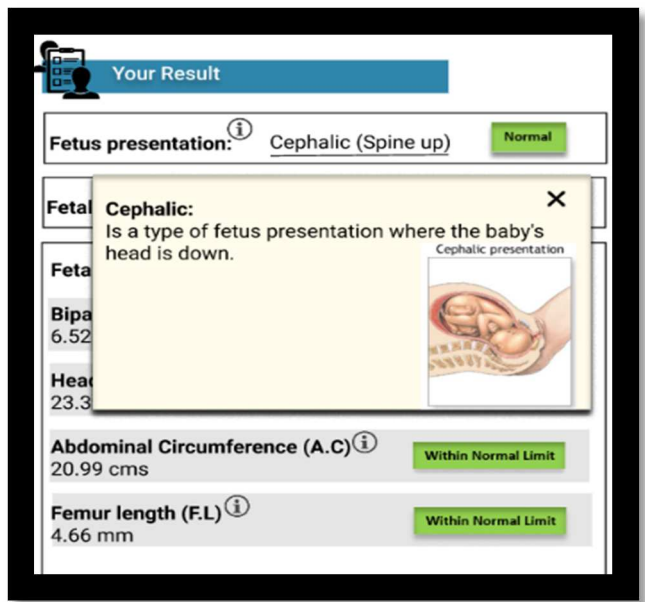 Your Result
Fetus presentation: Cephalic (Spine up) Normal
Fetal
Cephalic:
Is a type of fetus presentation where the baby's
head is down.
Cephalic presentation
Feta
Bipa
6.52
Hea
23.3
Abdominal Circumference (A.C)
20.99 cms
Within Normal Limit
Femur length (F.L)
4.66 mm
Within Normal Limit